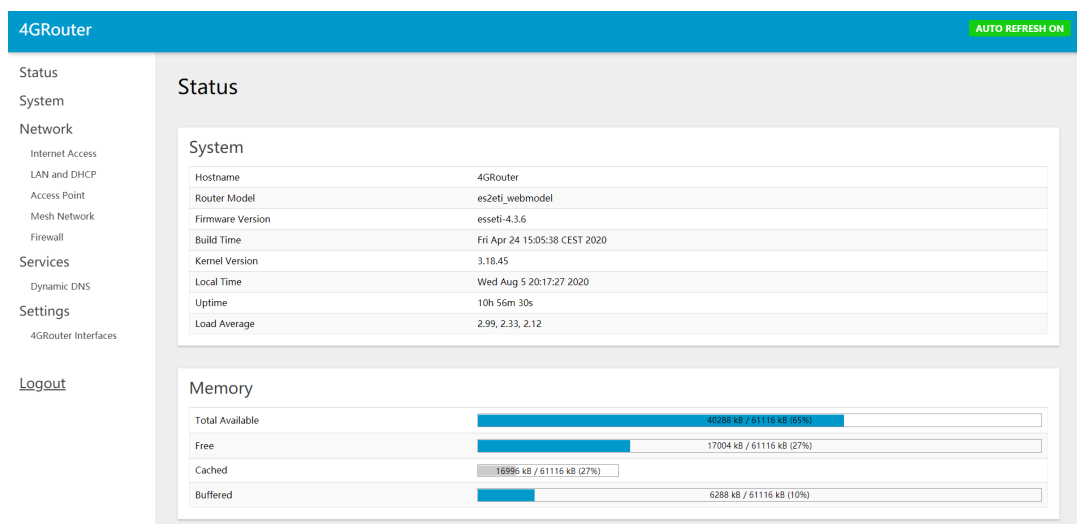 4GRouter
AUTO REFRESH ON
Status
System
Network
Internet Access
LAN and DHCP
Access Point
Mesh Network
Firewall
Services
Dynamic DNS
Settings
4GRouter Interfaces
Logout
Status
System
Hostname 4GRouter
Router Model es2eti_webmodel
Firmware Version esseti-4.3.6
Build Time Fri Apr 24 15:05:38 CEST 2020
Kernel Version 3.18.45
Local Time Wed Aug 5 20:17:27 2020
Uptime 10h 56m 30s
Load Average 2.99, 2.33, 2.12
Memory
Total Available 40288 kB / 61116 kB (65%)
Free 17004 kB / 61116 kB (27%)
Cached 16996 kB / 61116 kB (27%)
Buffered 6288 kB / 61116 kB (10%)